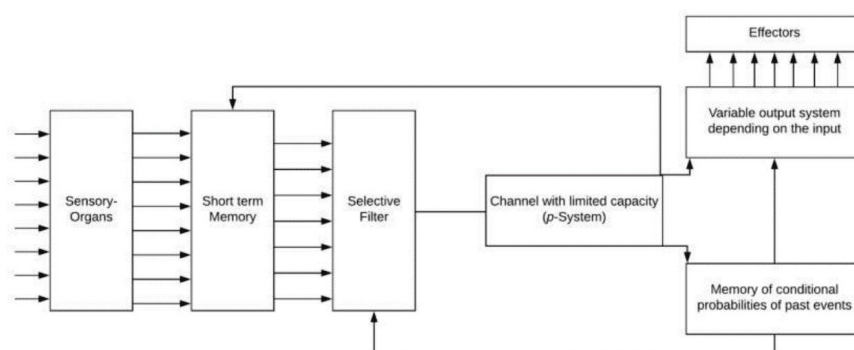 Effectors
Variable output system
depending on the input
Sensory-
Organs
Short term
Memory
Selective
Filter
Channel with limited capacity
(p-System)
Memory of conditional
probabilities of past events